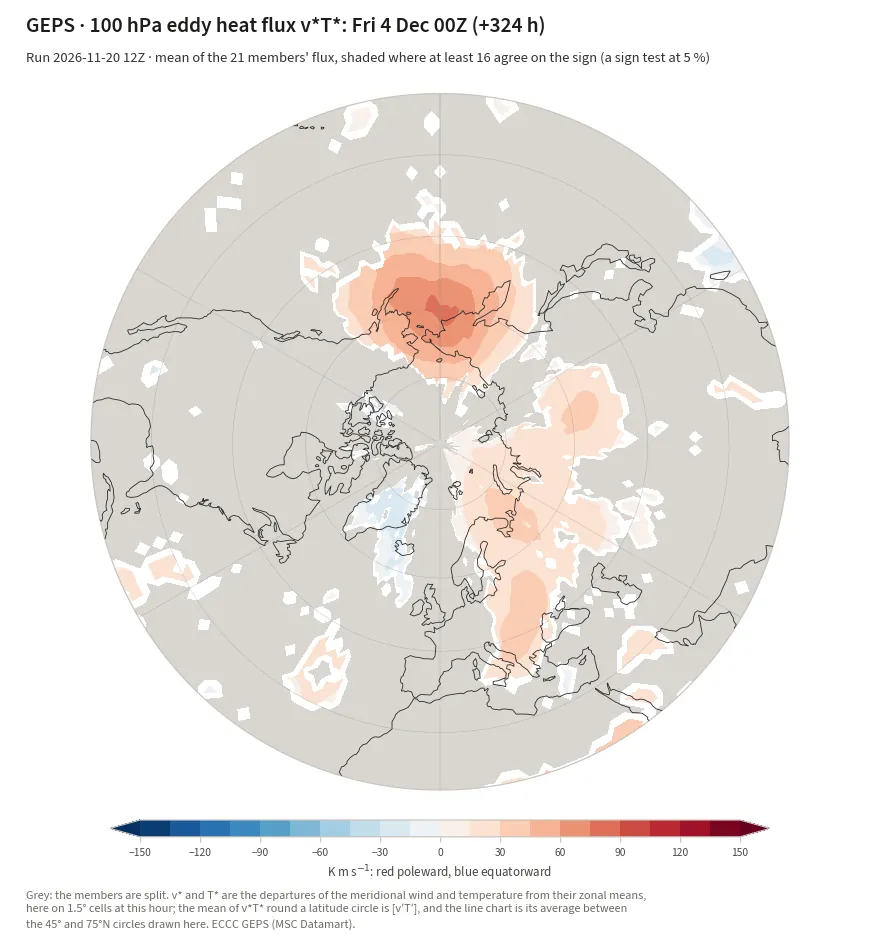 GEPS · 100 hPa eddy heat flux v*T*: Fri 4 Dec 00Z (+324 h)
Run 2026-11-20 12Z · mean of the 21 members' flux, shaded where at least 16 agree on the sign (a sign test at 5 %)
−150 −120 −90 −60 −30 0 30 60 90 120 150
K m s⁻¹: red poleward, blue equatorward
Grey: the members are split. v* and T* are the departures of the meridional wind and temperature from their zonal means,
here on 1.5° cells at this hour; the mean of v*T* round a latitude circle is [v'T'], and the line chart is its average between
the 45° and 75°N circles drawn here. ECCC GEPS (MSC Datamart).